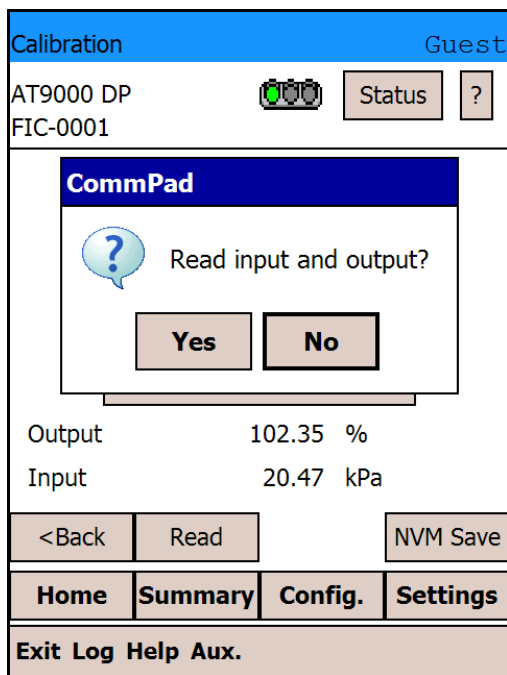 Calibration Guest
AT9000 DP Status ?
FIC-0001
CommPad
? Read input and output?
Yes No
Output 102.35 %
Input 20.47 kPa
<Back Read NVM Save
Home Summary Config. Settings
Exit Log Help Aux.